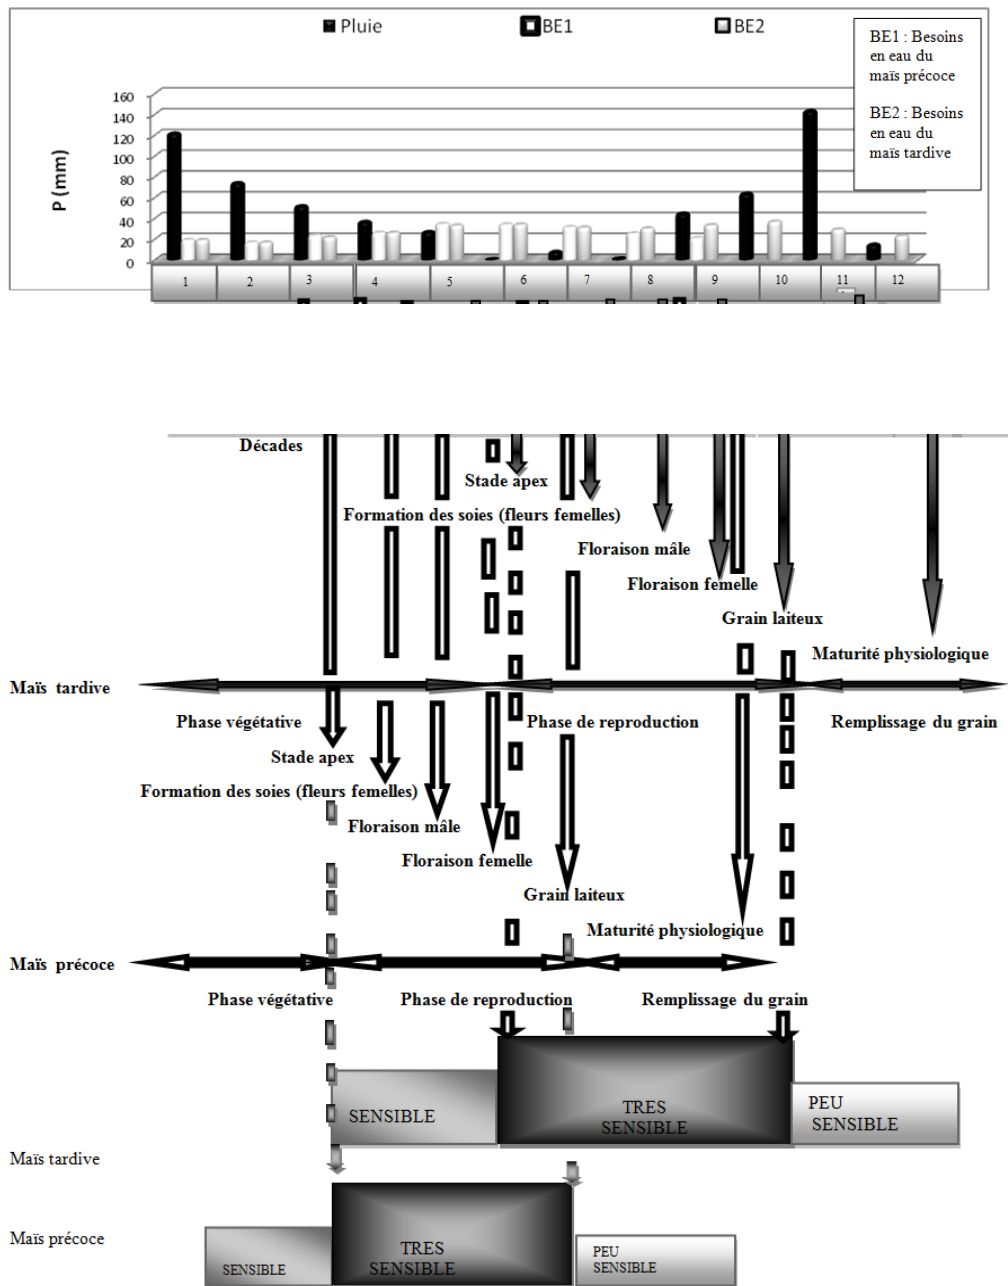 Pluie BE1 BE2
BE1 : Besoins
en eau du
maïs précoce
BE2 : Besoins
en eau du
maïs tardive
P (mm)
160
140
120
100
80
60
40
20
0
1 2 3 4 5 6 7 8 9 10 11 12
Décades
Stade apex
Formation des soies (fleurs femelles)
Floraison mâle
Floraison femelle
Grain laiteux
Maturité physiologique
Maïs tardive
Phase végétative Phase de reproduction Remplissage du grain
Stade apex
Formation des soies (fleurs femelles)
Floraison mâle
Floraison femelle
Grain laiteux
Maturité physiologique
Maïs précoce
Phase végétative Phase de reproduction Remplissage du grain
SENSIBLE
TRES
SENSIBLE
PEU
SENSIBLE
Maïs tardive
Maïs précoce
SENSIBLE
TRES
SENSIBLE
PEU
SENSIBLE